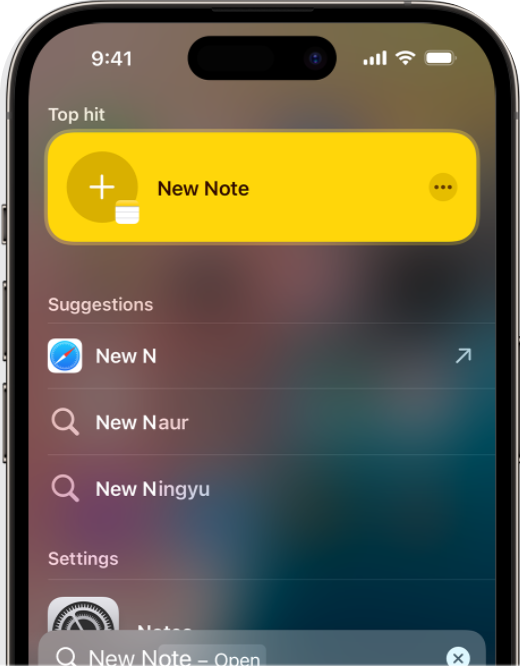 9:41
Top hit
New Note
Suggestions
New N
New Naur
New Ningyu
Settings
Notes
New Note – Open